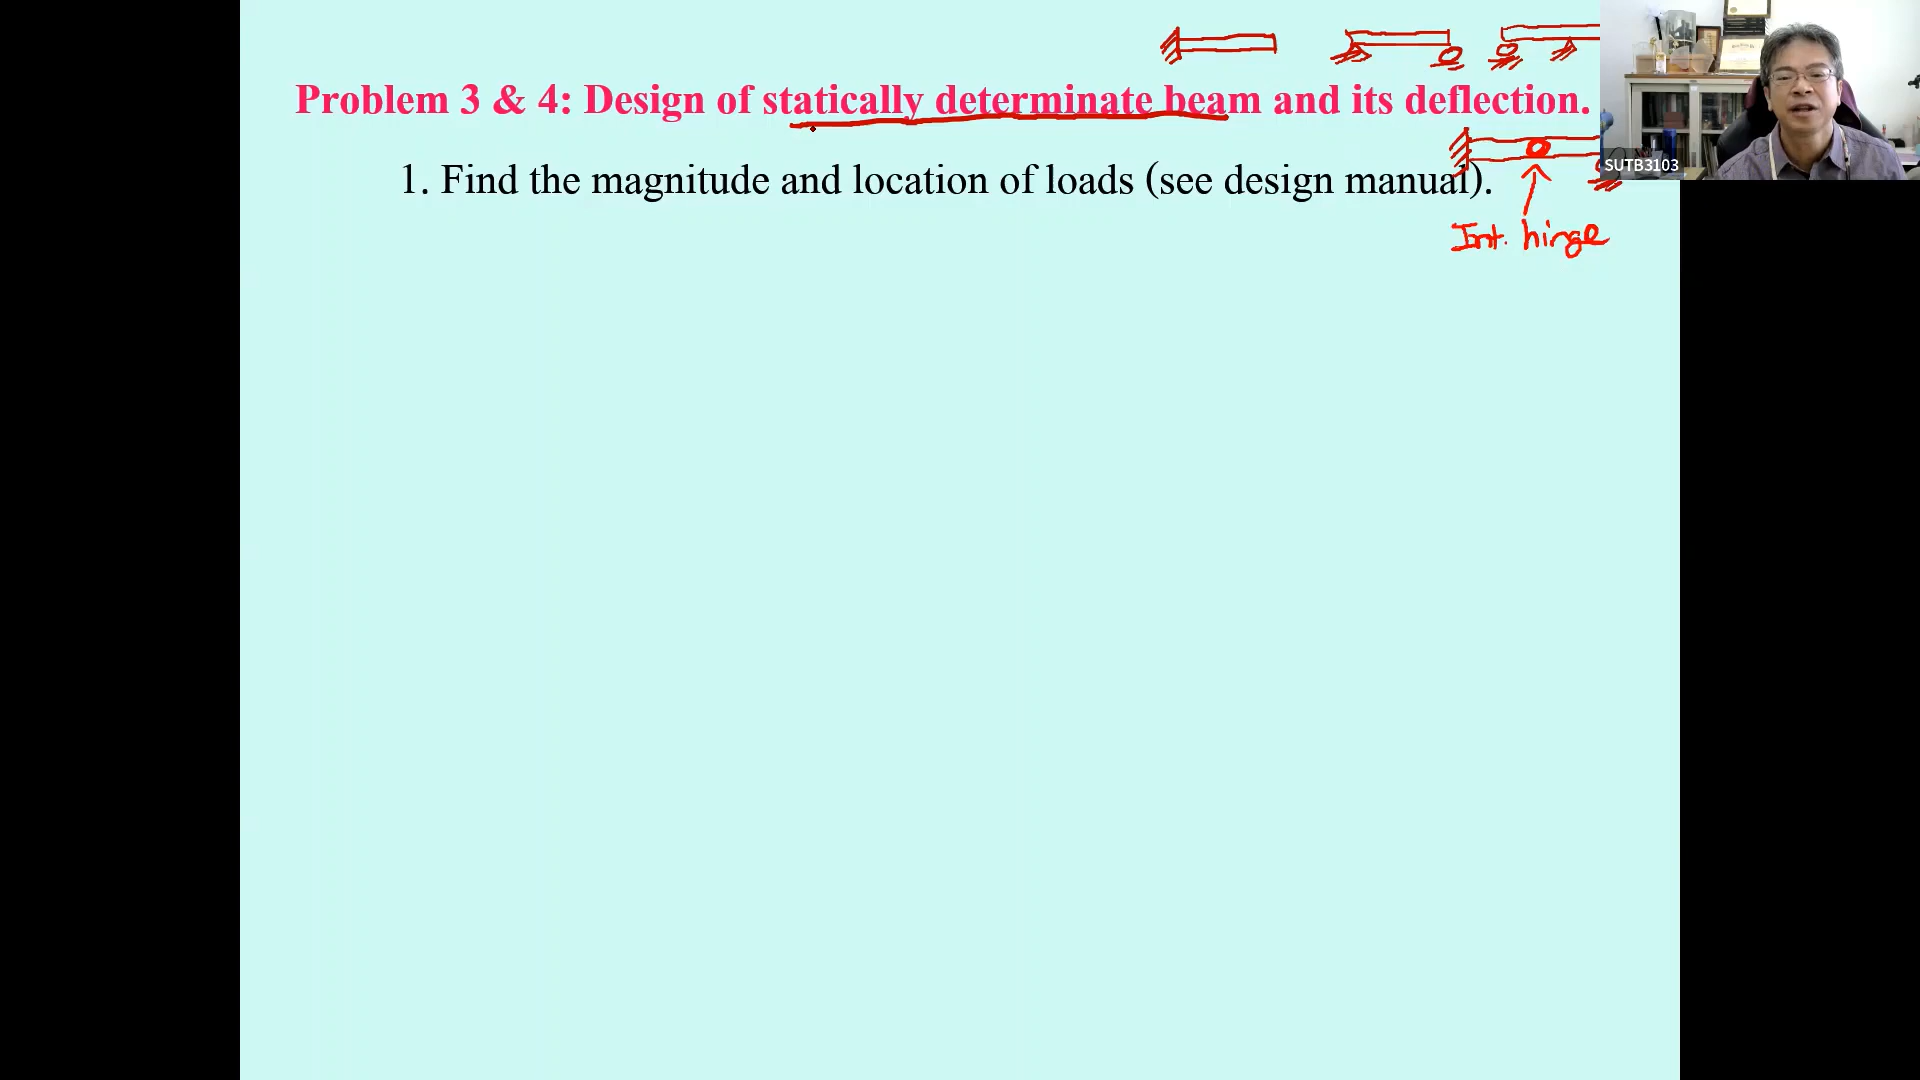 Problem 3 & 4: Design of statically determinate beam and its deflection.
1. Find the magnitude and location of loads (see design manual).
SUTB3103
Int. hinge